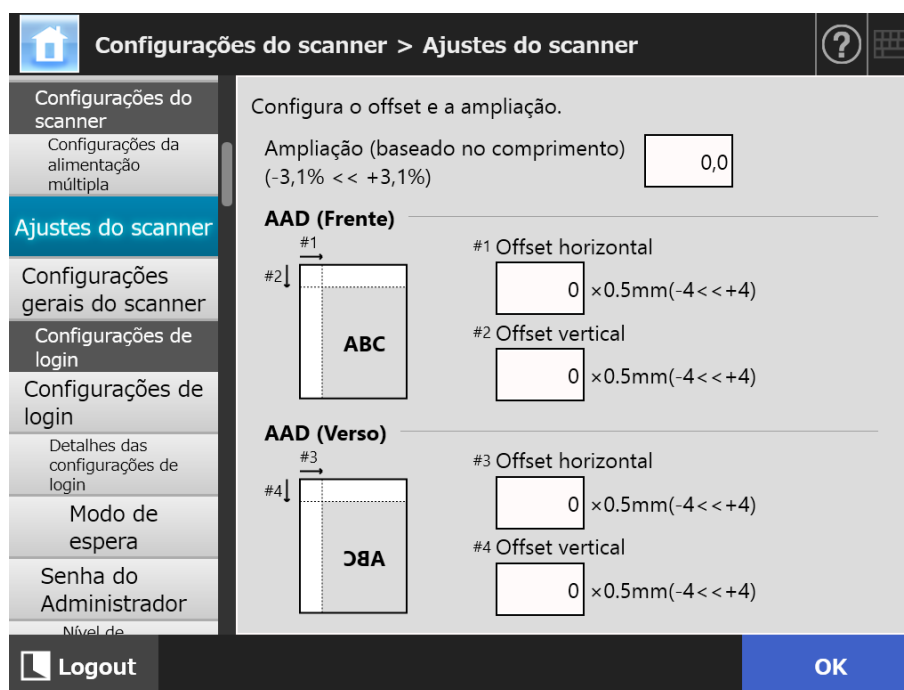 Configurações do scanner > Ajustes do scanner
?
Configurações do
scanner
Configurações da
alimentação
múltipla
Ajustes do scanner
Configurações
gerais do scanner
Configurações de
login
Configurações de
login
Detalhes das
configurações de
login
Modo de
espera
Senha do
Administrador
Nível de
Configura o offset e a ampliação.
Ampliação (baseado no comprimento)
(-3,1% << +3,1%)
0,0
AAD (Frente)
#1
#2
ABC
#1 Offset horizontal
0 ×0.5mm(-4<<+4)
#2 Offset vertical
0 ×0.5mm(-4<<+4)
AAD (Verso)
#3
#4
ABC
#3 Offset horizontal
0 ×0.5mm(-4<<+4)
#4 Offset vertical
0 ×0.5mm(-4<<+4)
Logout
OK